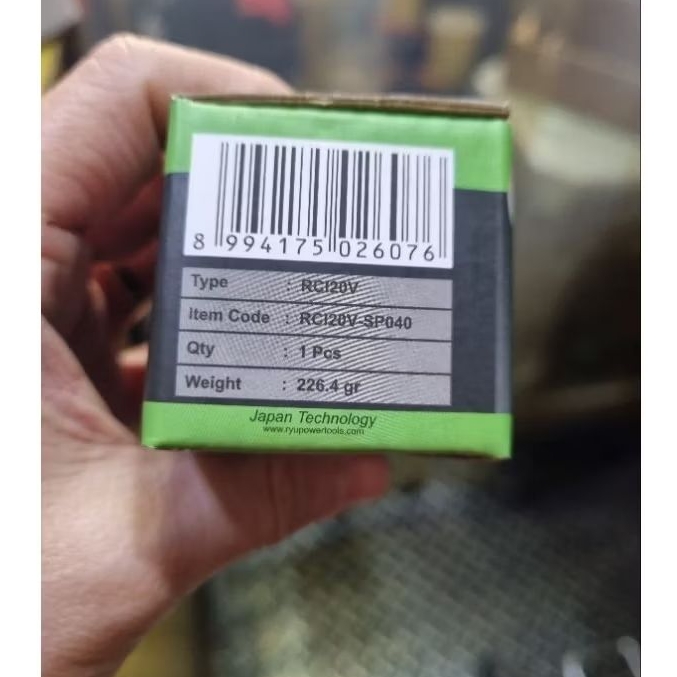 8 994175 026076
Type : RCI20V
Item Code : RCI20V-SP040
Qty : 1 Pcs
Weight : 226.4 gr
Japan Technology
www.ryupowertools.com